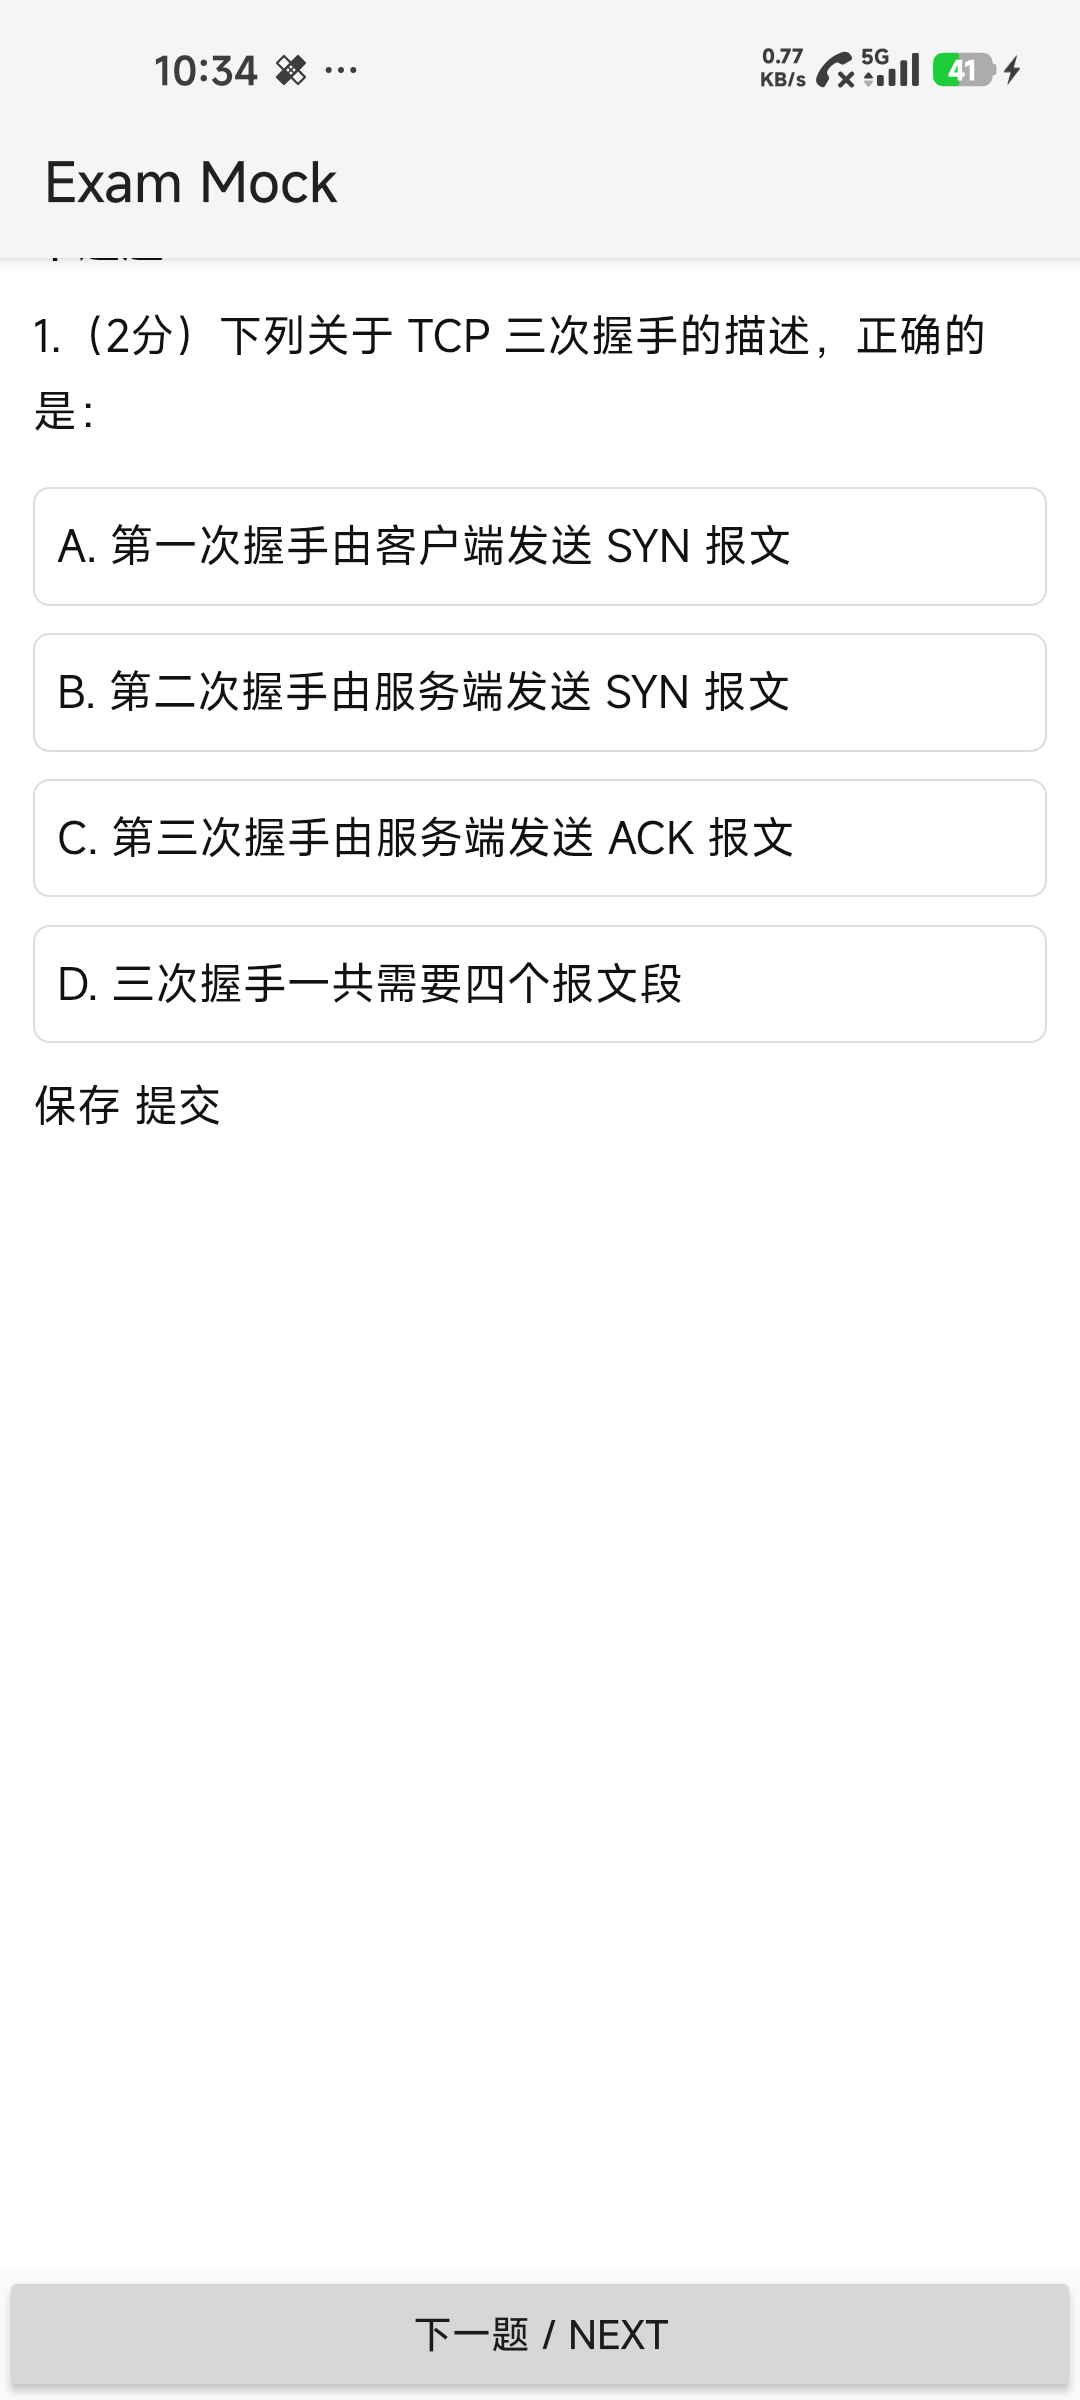 10:34 ...
0.77 KB/s 5G 41
Exam Mock
1.（2分）下列关于 TCP 三次握手的描述，正确的
是：
A. 第一次握手由客户端发送 SYN 报文
B. 第二次握手由服务端发送 SYN 报文
C. 第三次握手由服务端发送 ACK 报文
D. 三次握手一共需要四个报文段
保存 提交
下一题 / NEXT